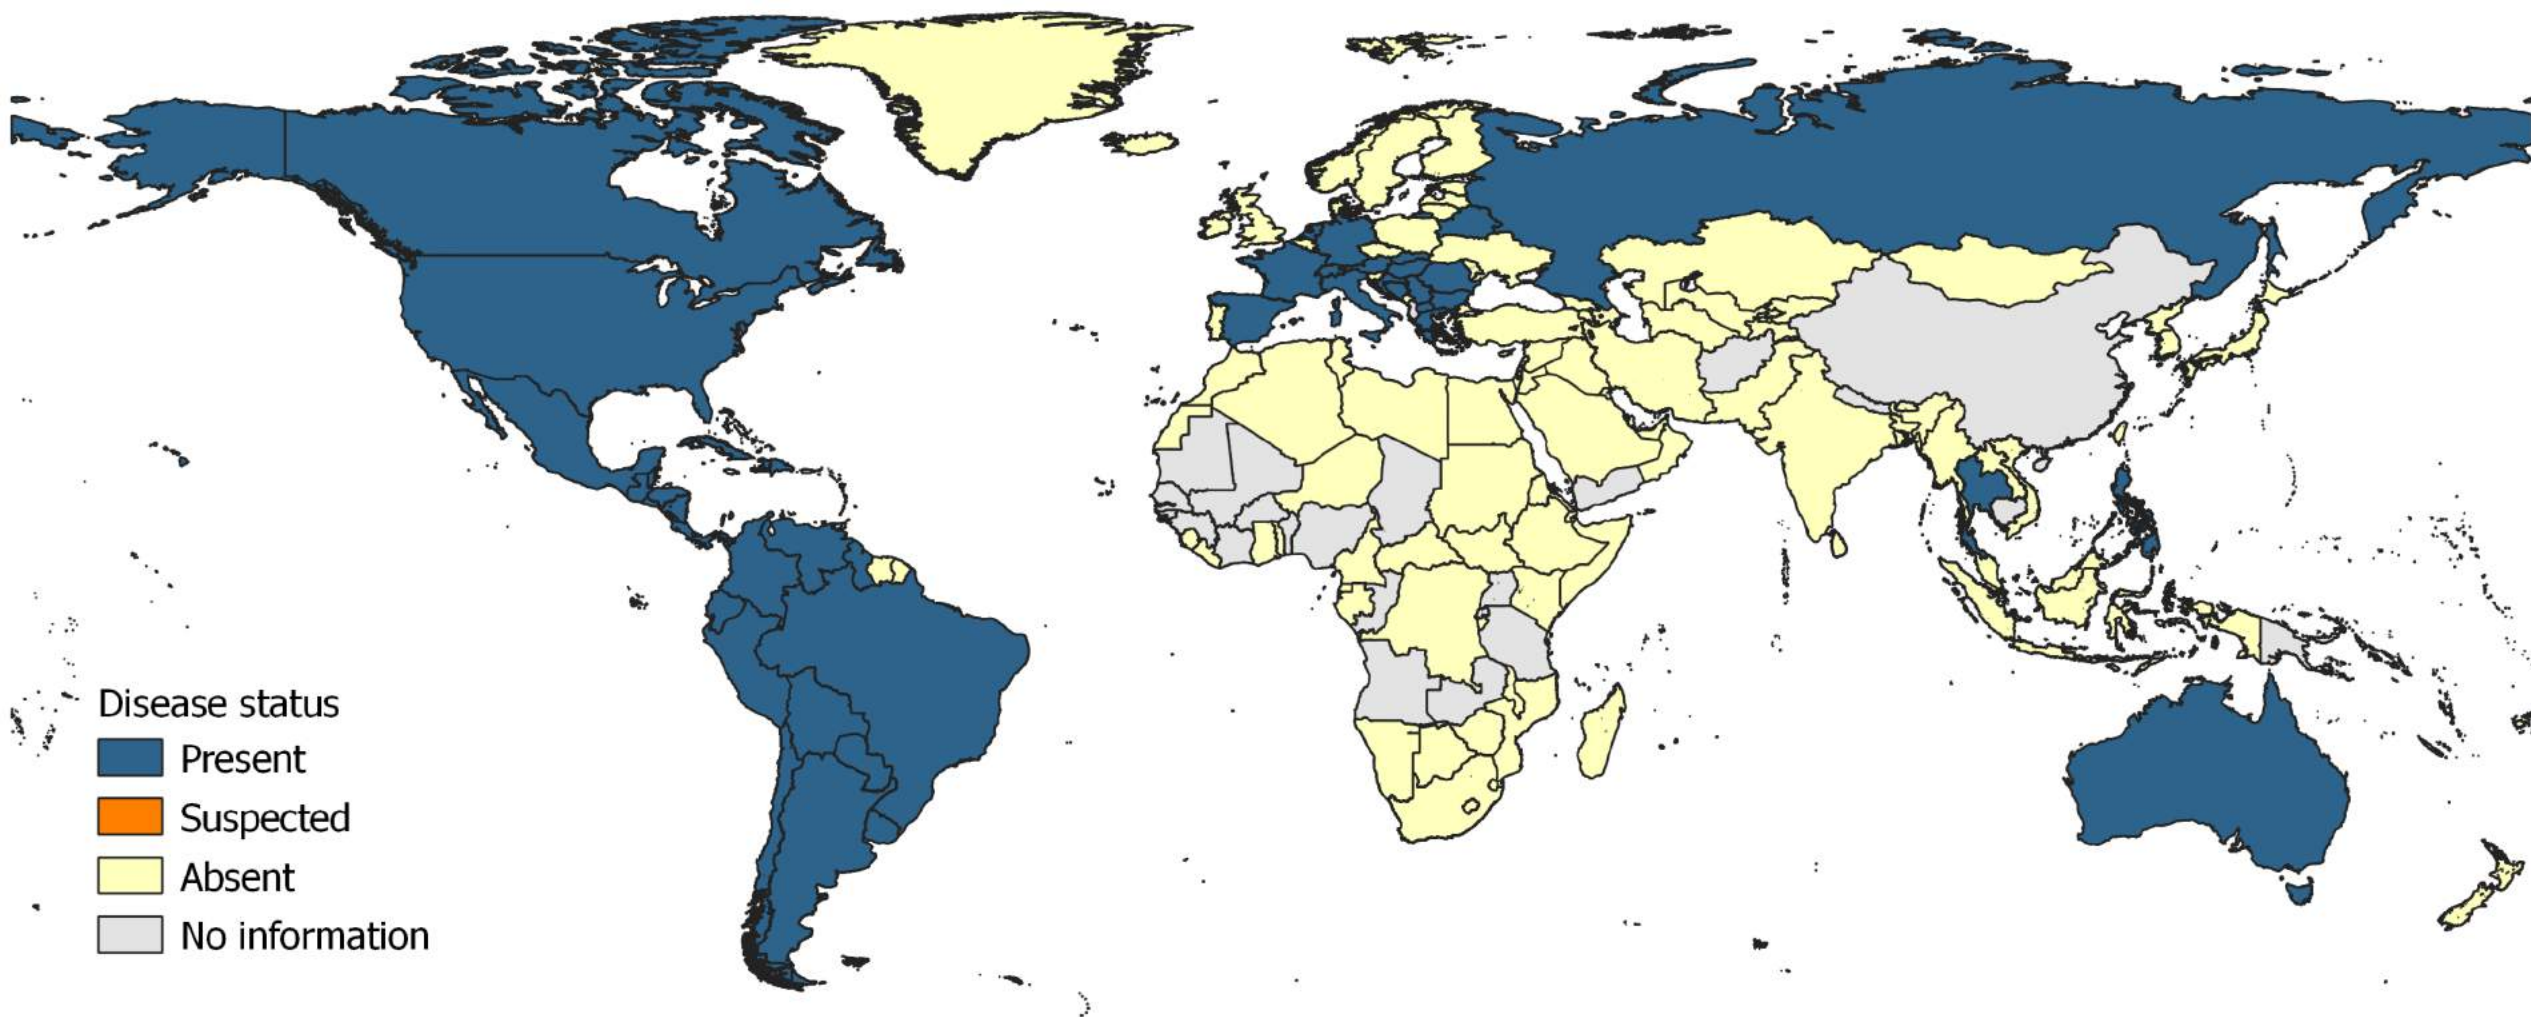 Disease status
Present
Suspected
Absent
No information